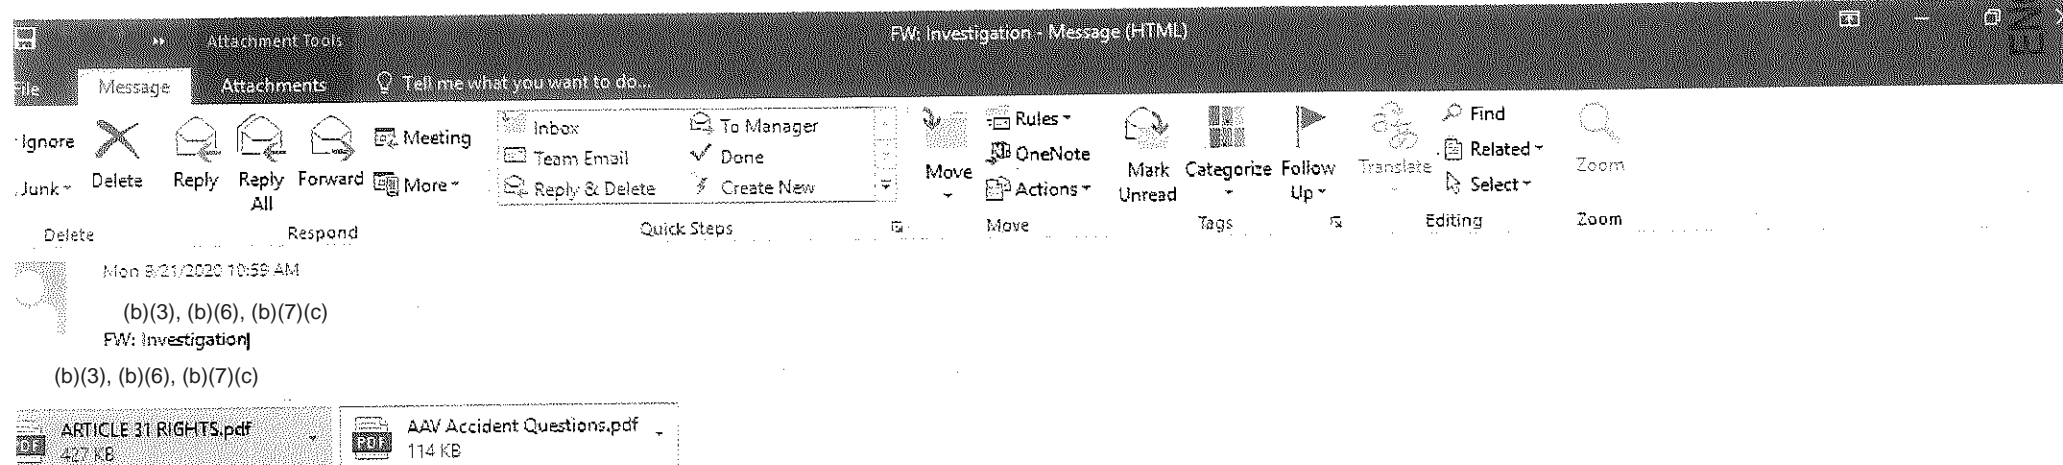 Attachment Tools
FW: Investigation - Message (HTML)
File Message Attachments Tell me what you want to do...
Ignore
Junk
Delete
Reply
Reply All
Forward
Meeting
More
Inbox
Team Email
Reply & Delete
To Manager
Done
Create New
Move
Rules
OneNote
Actions
Mark Unread
Categorize
Follow Up
Translate
Find
Related
Select
Zoom
Delete Respond Quick Steps Move Tags Editing Zoom
Mon 9/21/2020 10:59 AM
(b)(3), (b)(6), (b)(7)(c)
FW: Investigation
(b)(3), (b)(6), (b)(7)(c)
PDF
ARTICLE 31 RIGHTS.pdf
427 KB
PDF
AAV Accident Questions.pdf
114 KB